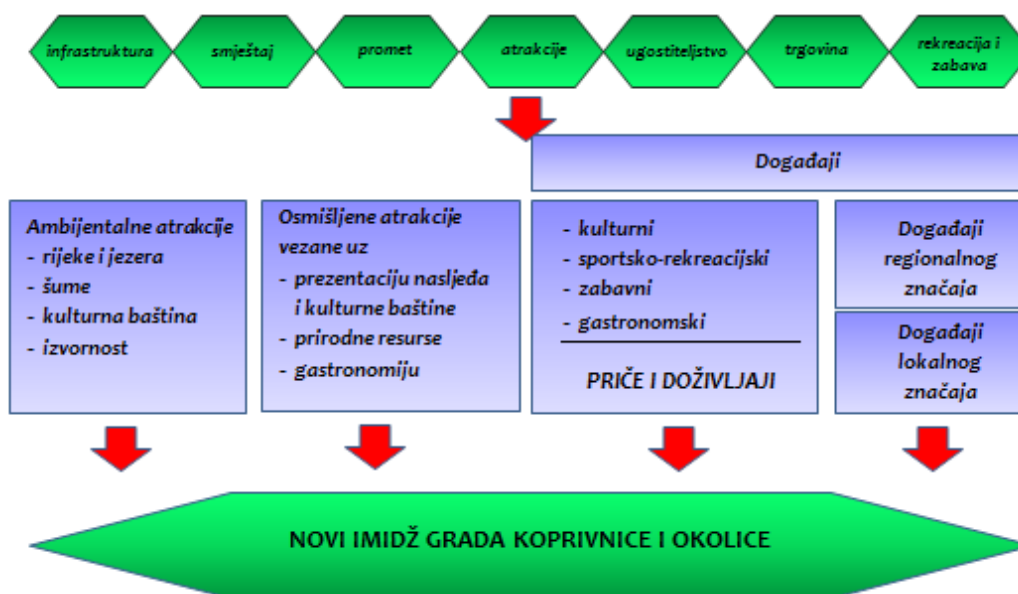 infrastruktura
smještaj
promet
atrakcije
ugostiteljstvo
trgovina
rekreacija i
zabava
Događaji
Ambijentalne atrakcije
- rijeke i jezera
- šume
- kulturna baština
- izvornost
Osmišljene atrakcije
vezane uz
- prezentaciju nasljeđa
i kulturne baštine
- prirodne resurse
- gastronomiju
- kulturni
- sportsko-rekreacijski
- zabavni
- gastronomski
PRIČE I DOŽIVLJAJI
Događaji
regionalnog
značaja
Događaji
lokalnog
značaja
NOVI IMIDŽ GRADA KOPRIVNICE I OKOLICE